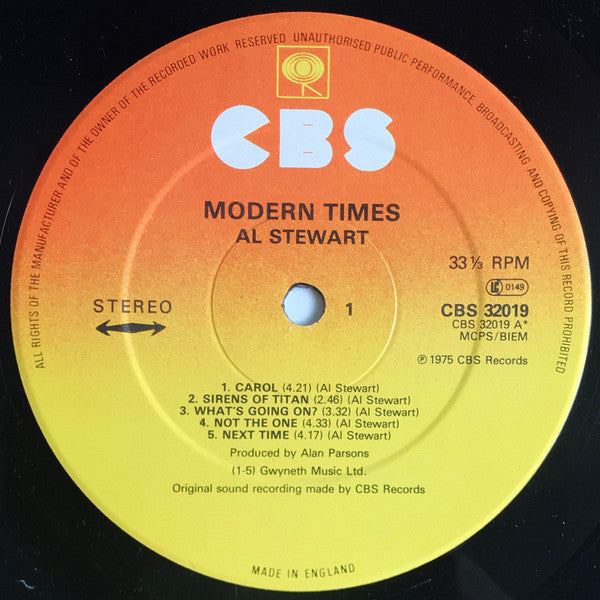 ALL RIGHTS OF THE MANUFACTURER AND OF THE OWNER OF THE RECORDED WORK RESERVED UNAUTHORISED PUBLIC PERFORMANCE, BROADCASTING AND COPYING OF THIS RECORD PROHIBITED
CBS
MODERN TIMES
AL STEWART
33⅓ RPM
LC 0149
STEREO
1
CBS 32019
CBS 32019 A*
MCPS/BIEM
℗ 1975 CBS Records
1. CAROL (4.21) (Al Stewart)
2. SIRENS OF TITAN (2.46) (Al Stewart)
3. WHAT'S GOING ON? (3.32) (Al Stewart)
4. NOT THE ONE (4.33) (Al Stewart)
5. NEXT TIME (4.17) (Al Stewart)
Produced by Alan Parsons
(1-5) Gwyneth Music Ltd.
Original sound recording made by CBS Records
MADE IN ENGLAND